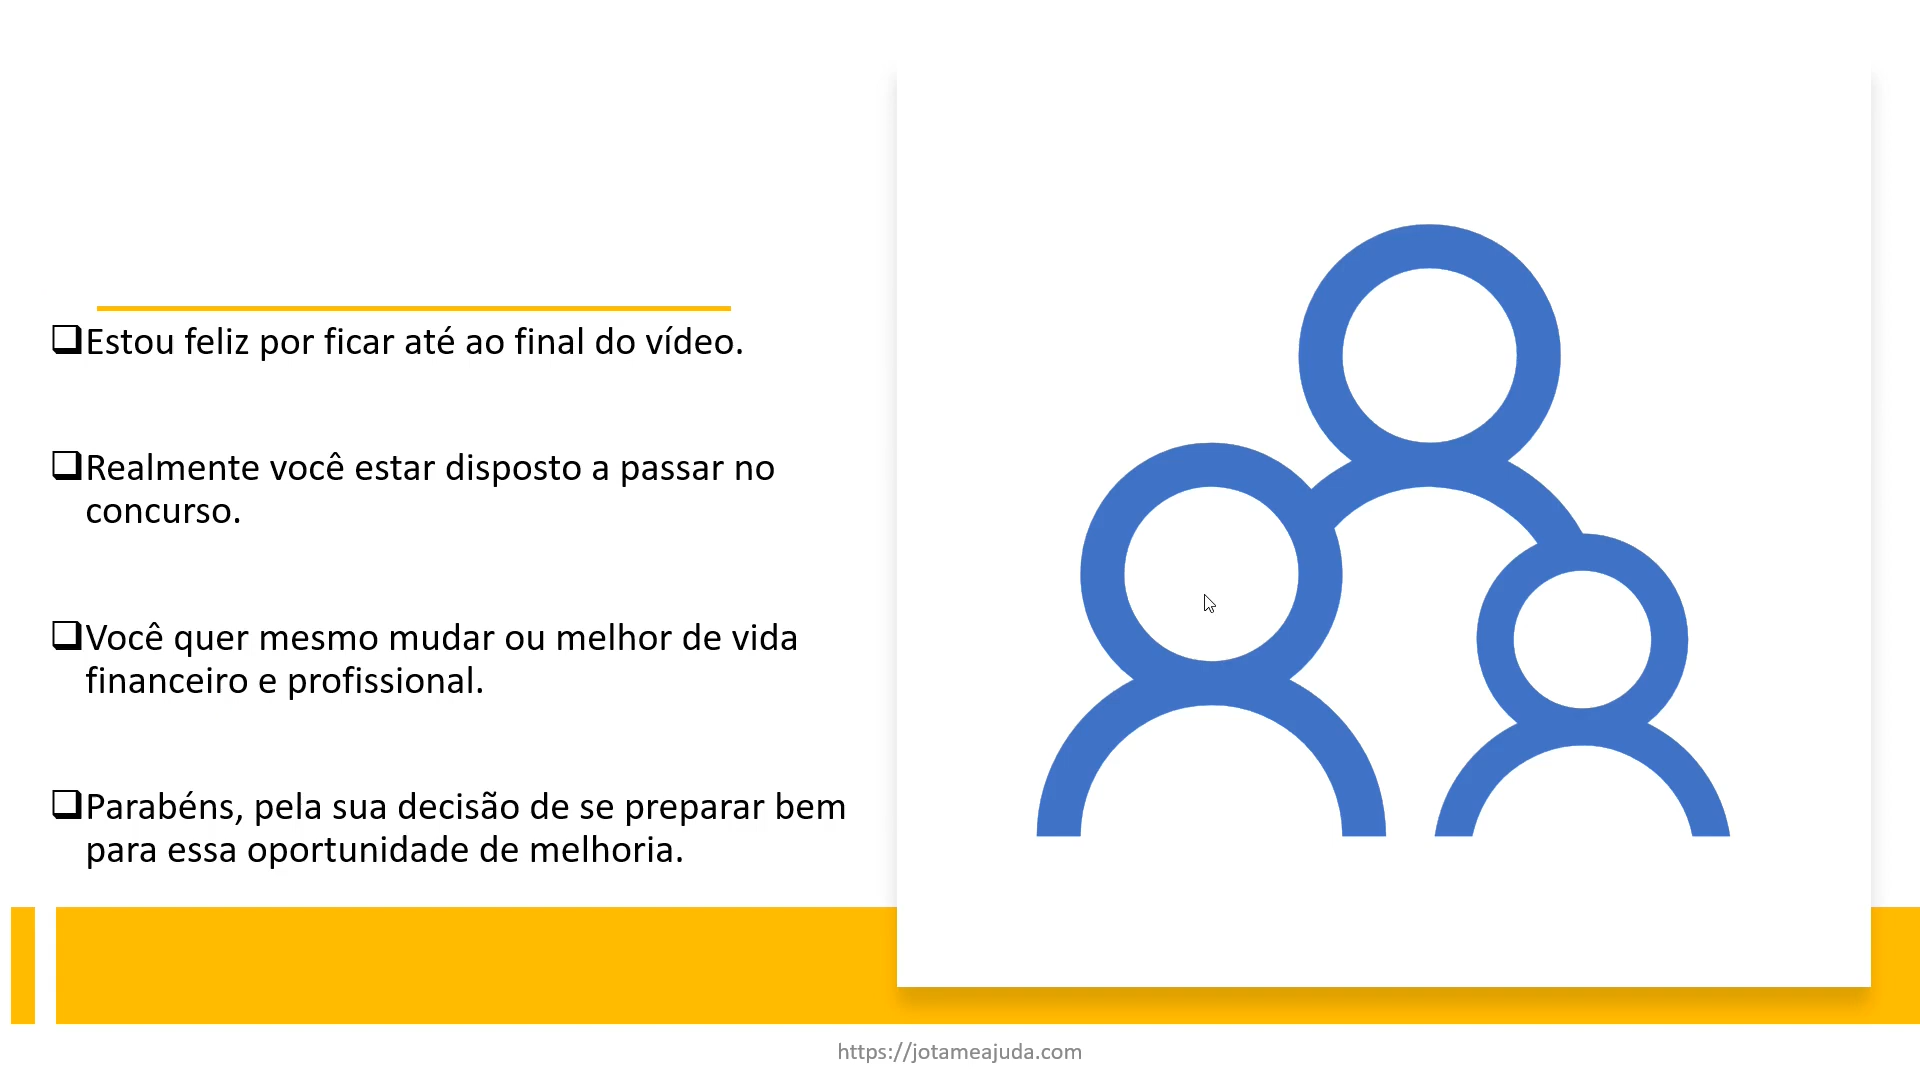 Estou feliz por ficar até ao final do vídeo.
Realmente você estar disposto a passar no
concurso.
Você quer mesmo mudar ou melhor de vida
financeiro e profissional.
Parabéns, pela sua decisão de se preparar bem
para essa oportunidade de melhoria.
https://jotameajuda.com